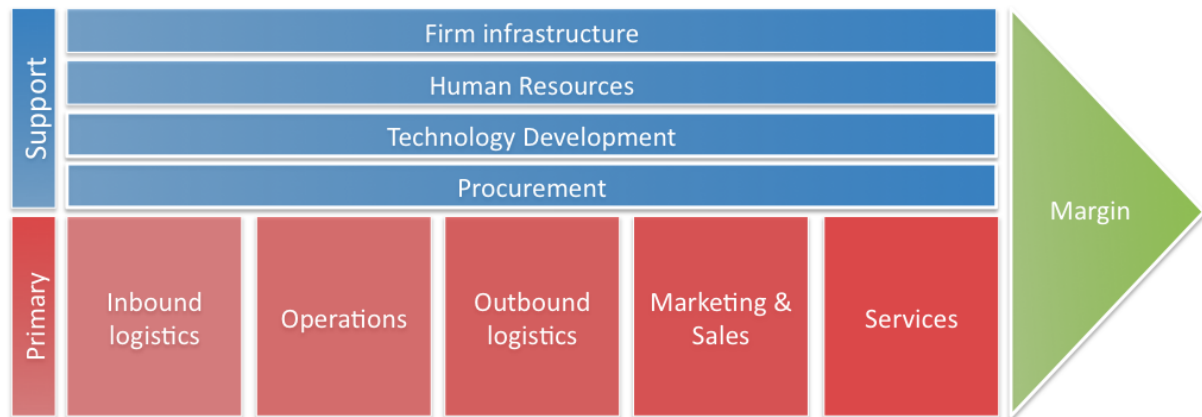 Support
Firm infrastructure
Human Resources
Technology Development
Procurement
Margin
Primary
Inbound
logistics
Operations
Outbound
logistics
Marketing &
Sales
Services